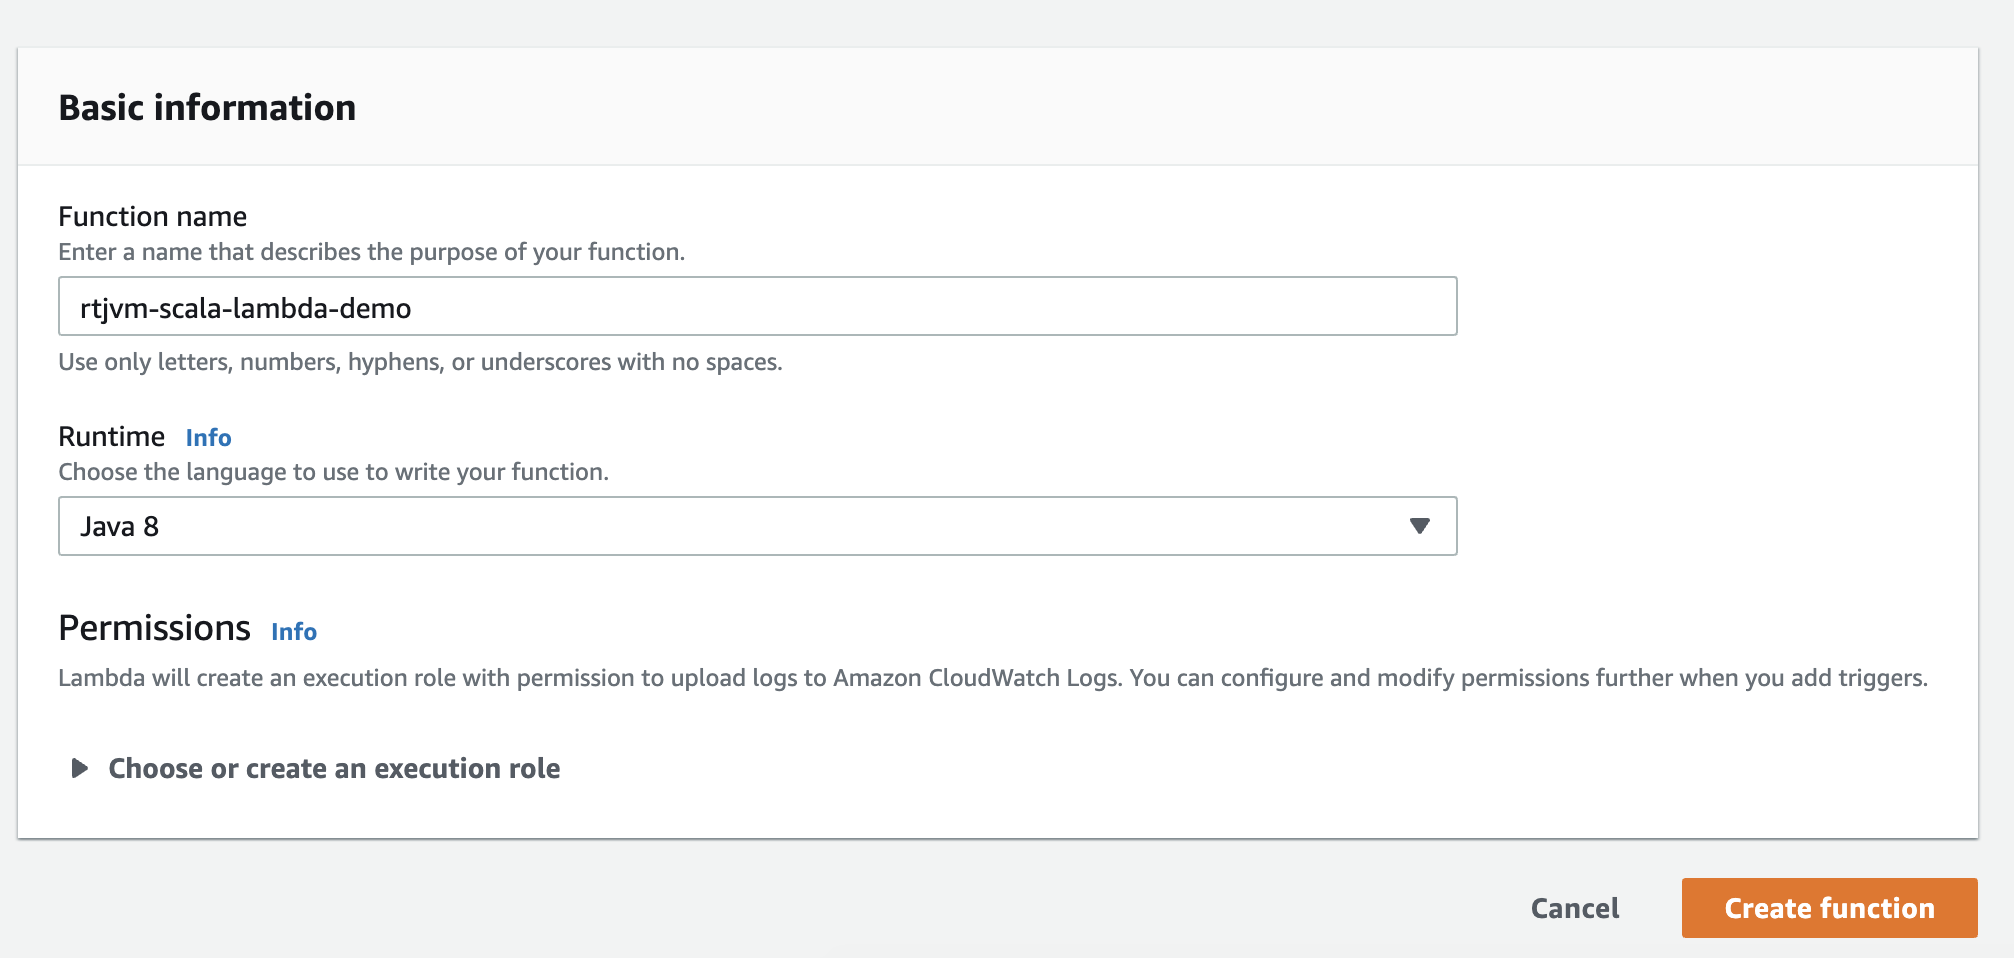 Basic information
Function name
Enter a name that describes the purpose of your function.
rtjvm-scala-lambda-demo
Use only letters, numbers, hyphens, or underscores with no spaces.
Runtime Info
Choose the language to use to write your function.
Java 8
Permissions Info
Lambda will create an execution role with permission to upload logs to Amazon CloudWatch Logs. You can configure and modify permissions further when you add triggers.
Choose or create an execution role
Cancel Create function